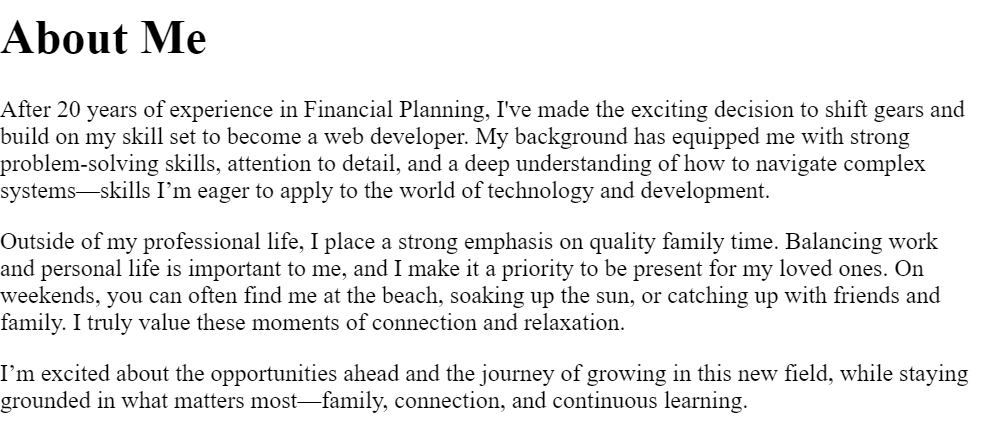 About Me
After 20 years of experience in Financial Planning, I've made the exciting decision to shift gears and
build on my skill set to become a web developer. My background has equipped me with strong
problem-solving skills, attention to detail, and a deep understanding of how to navigate complex
systems—skills I’m eager to apply to the world of technology and development.
Outside of my professional life, I place a strong emphasis on quality family time. Balancing work
and personal life is important to me, and I make it a priority to be present for my loved ones. On
weekends, you can often find me at the beach, soaking up the sun, or catching up with friends and
family. I truly value these moments of connection and relaxation.
I’m excited about the opportunities ahead and the journey of growing in this new field, while staying
grounded in what matters most—family, connection, and continuous learning.